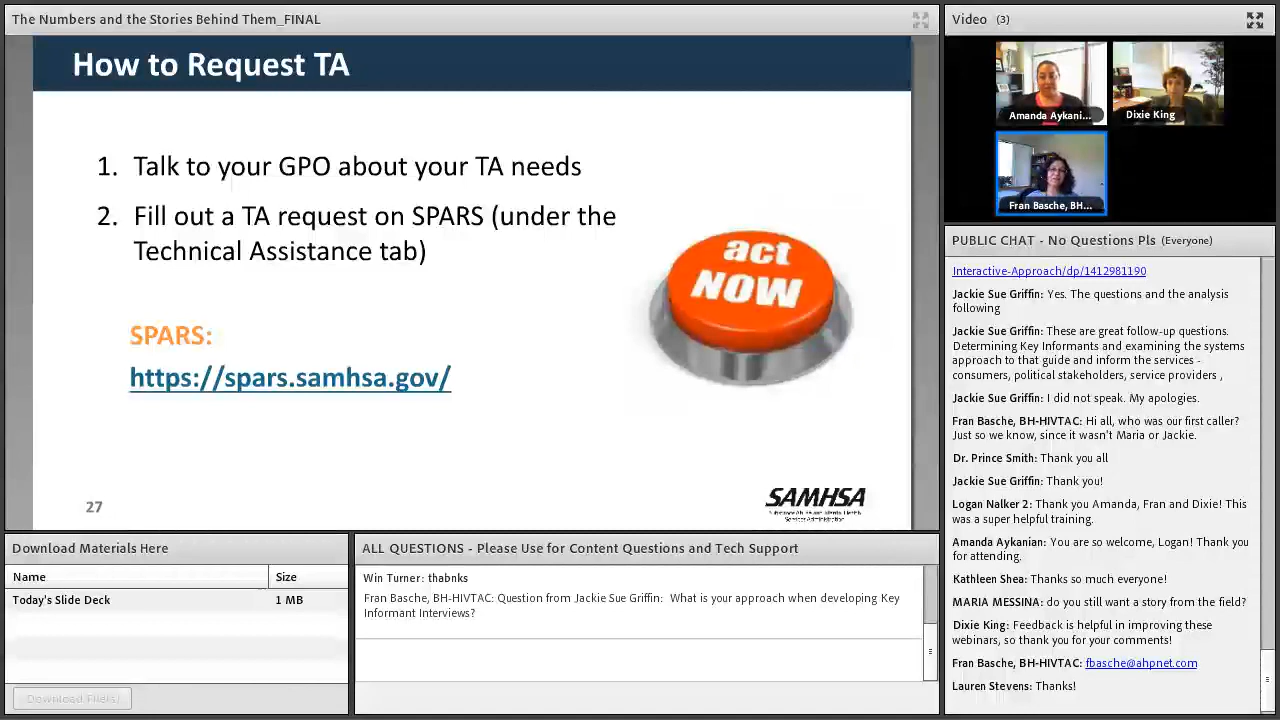 The Numbers and the Stories Behind Them_FINAL
How to Request TA
1. Talk to your GPO about your TA needs
2. Fill out a TA request on SPARS (under the
Technical Assistance tab)
act
NOW
SPARS:
https://spars.samhsa.gov/
27
SAMHSA
Video (3)
Amanda Aykani...
Dixie King
Fran Basche, BH...
PUBLIC CHAT - No Questions Pls (Everyone)
Interactive-Approach/dp/1412981190
Jackie Sue Griffin: Yes. The questions and the analysis
following
Jackie Sue Griffin: These are great follow-up questions.
Determining Key Informants and examining the systems
approach to that guide and inform the services -
consumers, political stakeholders, service providers ,
Jackie Sue Griffin: I did not speak. My apologies.
Fran Basche, BH-HIVTAC: Hi all, who was our first caller?
Just so we know, since it wasn't Maria or Jackie.
Dr. Prince Smith: Thank you all
Jackie Sue Griffin: Thank you!
Logan Nalker 2: Thank you Amanda, Fran and Dixie! This
was a super helpful training.
Amanda Aykanian: You are so welcome, Logan! Thank you
for attending.
Kathleen Shea: Thanks so much everyone!
MARIA MESSINA: do you still want a story from the field?
Dixie King: Feedback is helpful in improving these
webinars, so thank you for your comments!
Fran Basche, BH-HIVTAC: fbasche@ahpnet.com
Lauren Stevens: Thanks!
Download Materials Here
Name Size
Today's Slide Deck 1 MB
Download File(s)
ALL QUESTIONS - Please Use for Content Questions and Tech Support
Win Turner: thabnks
Fran Basche, BH-HIVTAC: Question from Jackie Sue Griffin: What is your approach when developing Key
Informant Interviews?